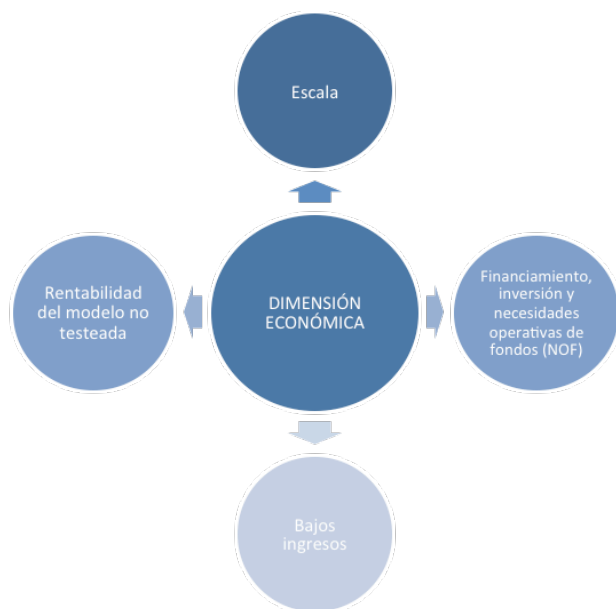 Escala
Rentabilidad
del modelo no
testeada
DIMENSIÓN
ECONÓMICA
Financiamiento,
inversión y
necesidades
operativas de
fondos (NOF)
Bajos
ingresos